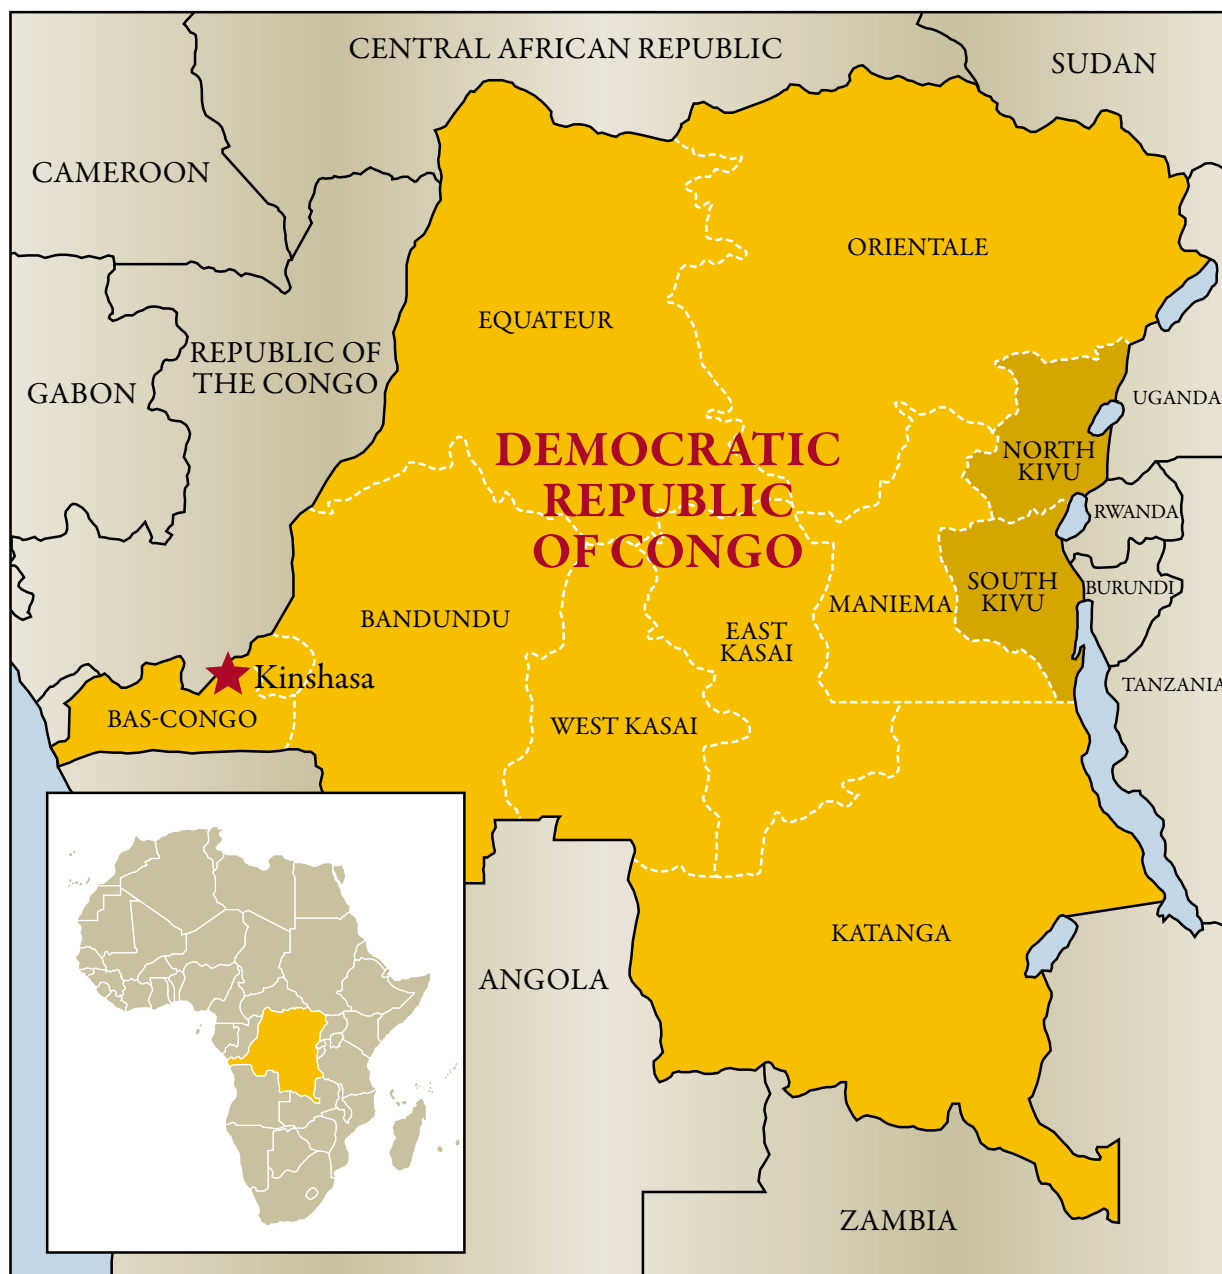 CENTRAL AFRICAN REPUBLIC
SUDAN
CAMEROON
ORIENTALE
EQUATEUR
REPUBLIC OF
THE CONGO
GABON
UGANDA
DEMOCRATIC
REPUBLIC
OF CONGO
NORTH
KIVU
RWANDA
SOUTH
KIVU
BURUNDI
MANIEMA
BANDUNDU
EAST
KASAI
Kinshasa
TANZANIA
BAS-CONGO
WEST KASAI
KATANGA
ANGOLA
ZAMBIA